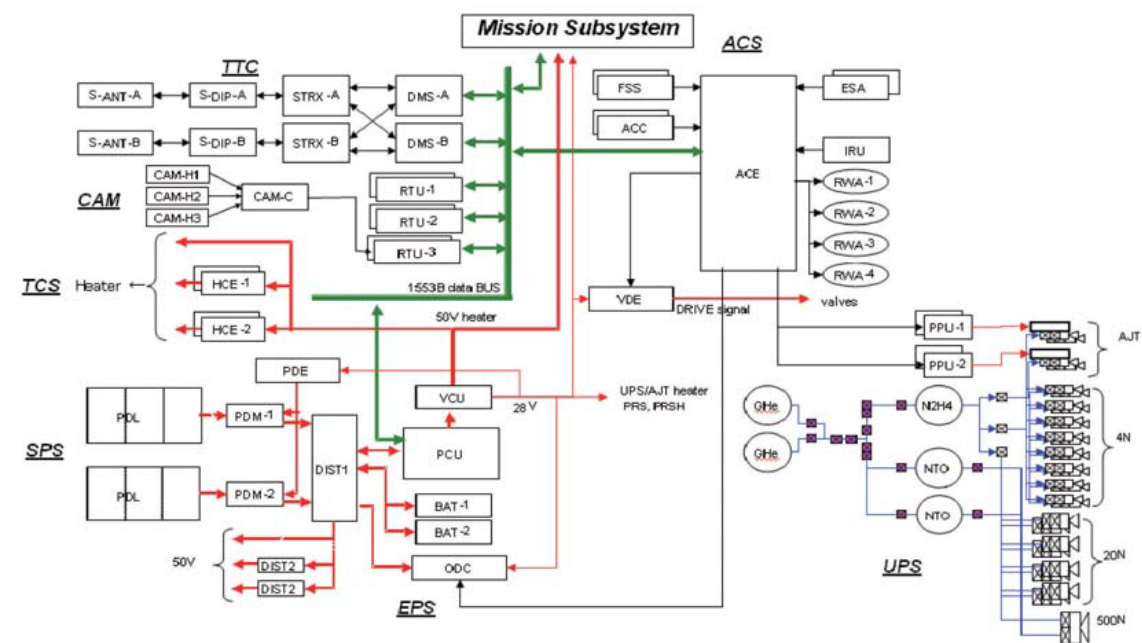 Mission Subsystem
ACS
TTC
S-ANT-A
S-DIP-A
STRX-A
DMS-A
S-ANT-B
S-DIP-B
STRX-B
DMS-B
FSS
ACC
ACE
ESA
IRU
RWA-1
RWA-2
RWA-3
RWA-4
CAM
CAM-H1
CAM-H2
CAM-H3
CAM-C
RTU-1
RTU-2
RTU-3
TCS
Heater
HCE-1
HCE-2
1553B data BUS
50V heater
VDE
DRIVE signal
valves
PPU-1
PPU-2
AJT
PDE
VCU
28V
UPS/AJT heater
PRS, PRSH
SPS
PDL
PDM-1
PDL
PDM-2
DIST1
PCU
BAT-1
BAT-2
ODC
50V
DIST2
DIST2
EPS
GHe
GHe
N2H4
NTO
NTO
4N
20N
500N
UPS